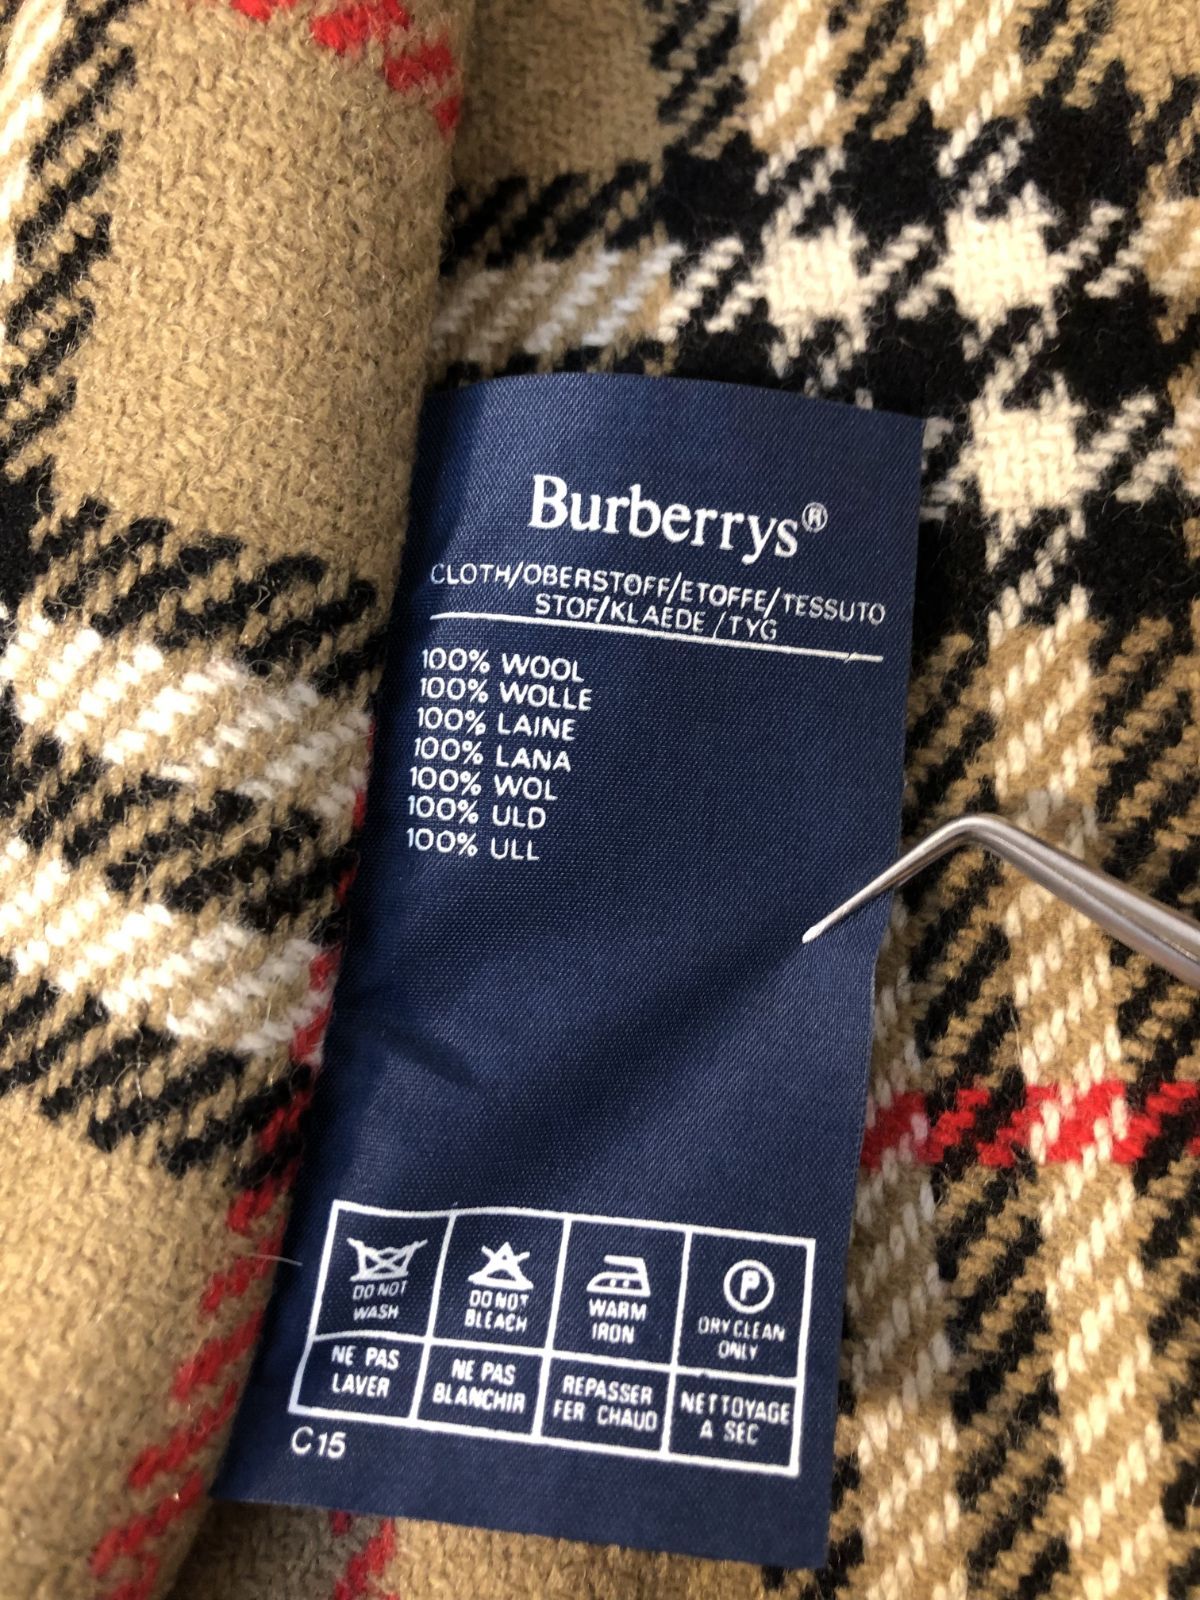 Burberrys®
CLOTH/OBERSTOFF/ETOFFE/TESSUTO
STOF/KLAEDE/TYG
100% WOOL
100% WOLLE
100% LAINE
100% LANA
100% WOL
100% ULD
100% ULL
DO NOT WASH
DO NOT BLEACH
WARM IRON
P
DRY CLEAN ONLY
NE PAS LAVER
NE PAS BLANCHIR
REPASSER FER CHAUD
NETTOYAGE A SEC
C15